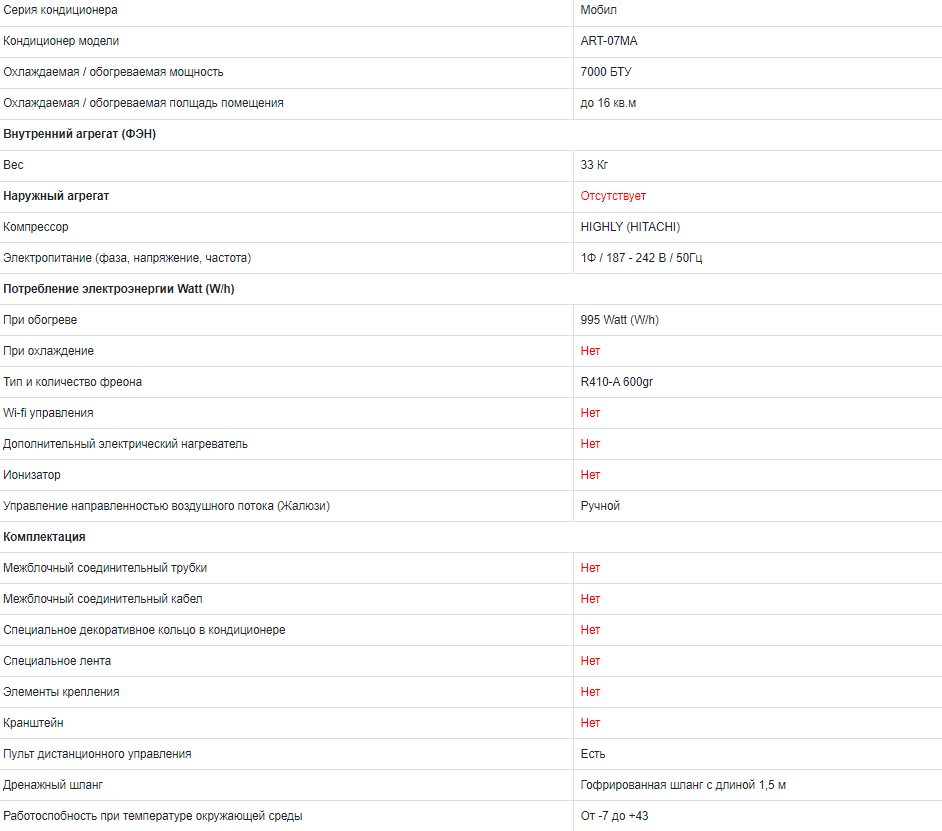 Серия кондиционера Мобил
Кондиционер модели ART-07MA
Охлаждаемая / обогреваемая мощность 7000 БТУ
Охлаждаемая / обогреваемая полщадь помещения до 16 кв.м
Внутренний агрегат (ФЭН)
Вес 33 Кг
Наружный агрегат Отсутствует
Компрессор HIGHLY (HITACHI)
Электропитание (фаза, напряжение, частота) 1Ф / 187 - 242 В / 50Гц
Потребление электроэнергии Watt (W/h)
При обогреве 995 Watt (W/h)
При охлаждение Нет
Тип и количество фреона R410-A 600gr
Wi-fi управления Нет
Дополнительный электрический нагреватель Нет
Ионизатор Нет
Управление направленностью воздушного потока (Жалюзи) Ручной
Комплектация
Межблочный соединительный трубки Нет
Межблочный соединительный кабел Нет
Специальное декоративное кольцо в кондиционере Нет
Специальное лента Нет
Элементы крепления Нет
Кранштейн Нет
Пульт дистанционного управления Есть
Дренажный шланг Гофрированная шланг с длиной 1,5 м
Работоспобность при температуре окружающей среды От -7 до +43